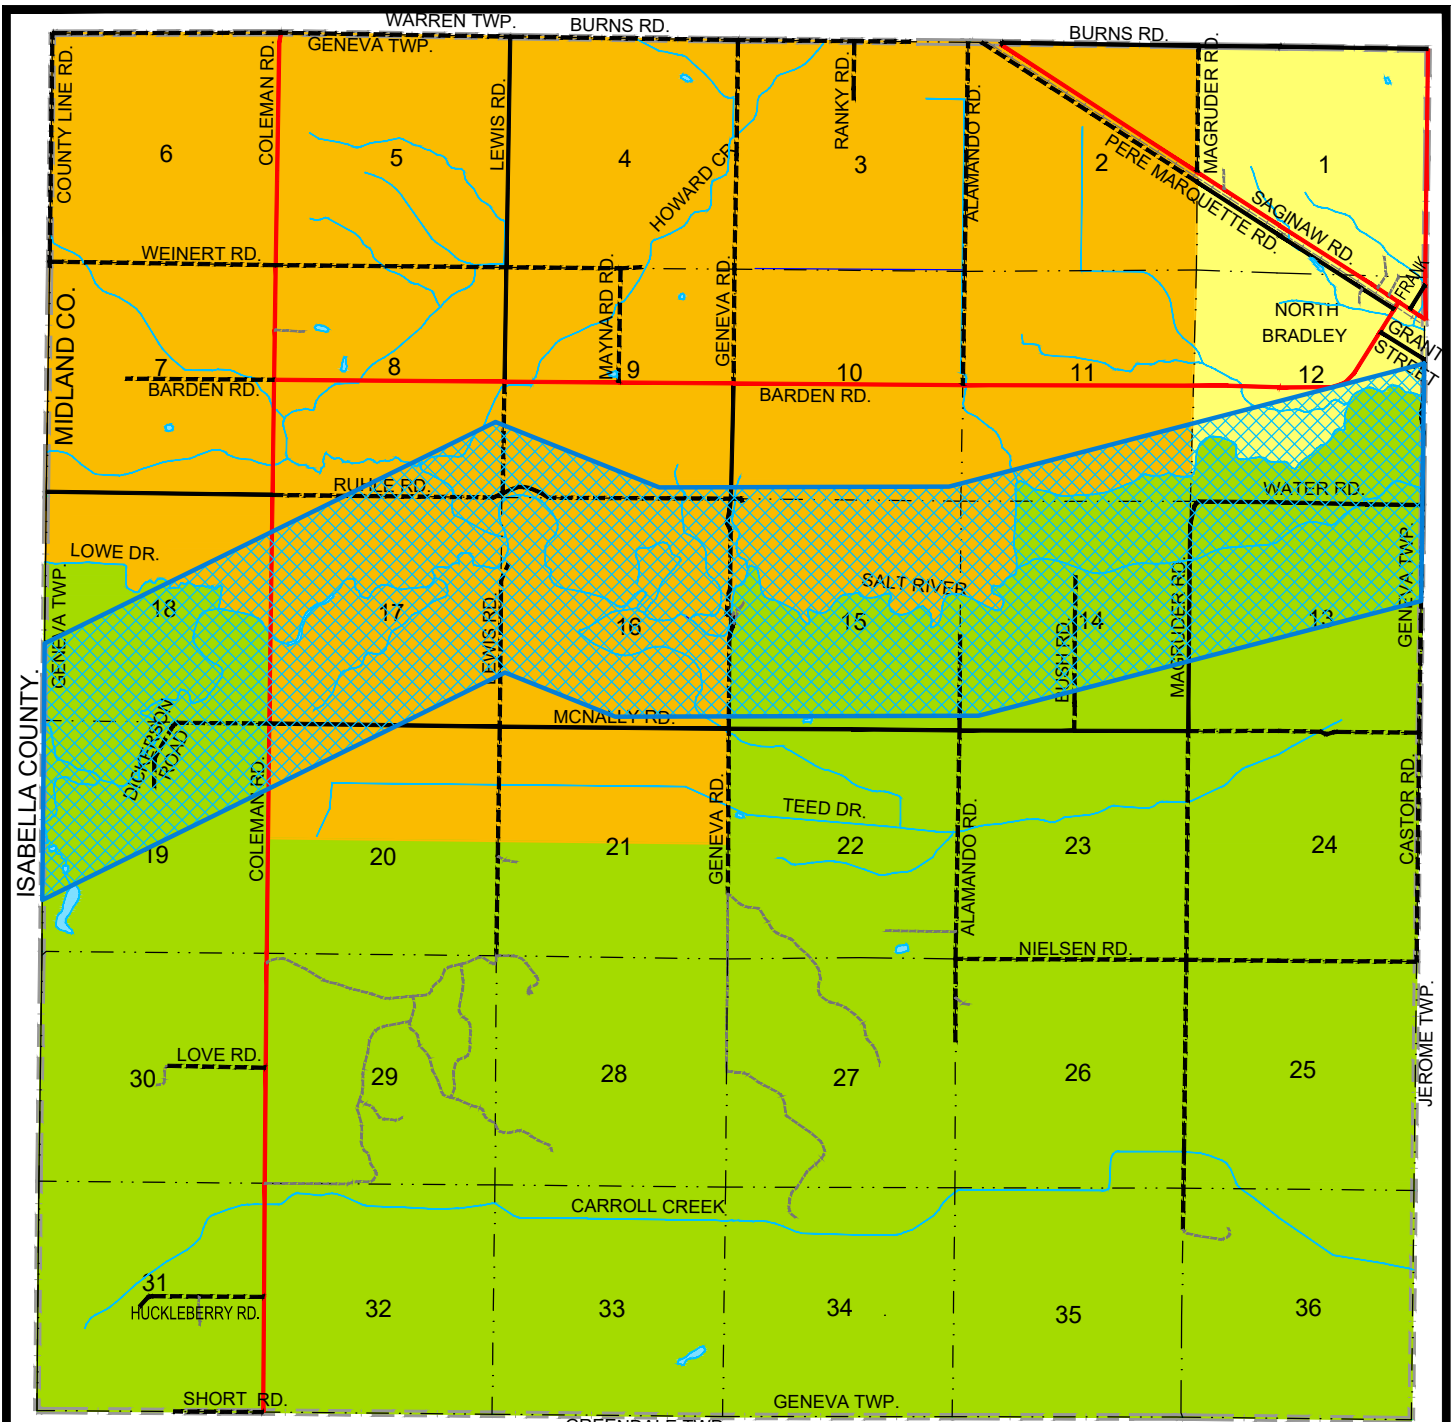 WARREN TWP.
BURNS RD.
BURNS RD.
GENEVA TWP.
COUNTY LINE RD.
COLEMAN RD.
LEWIS RD.
RANKY RD.
ALAMANDO RD.
MAGRUDER RD.
6
5
4
3
2
1
HOWARD CR.
PERE MARQUETTE RD.
SAGINAW RD.
WEINERT RD.
MAYNARD RD.
GENEVA RD.
FRANK
MIDLAND CO.
NORTH
BRADLEY
GRANT
STREET
7
8
9
10
11
12
BARDEN RD.
BARDEN RD.
RUHLE RD.
WATER RD.
LOWE DR.
GENEVA TWP.
GENEVA TWP.
SALT RIVER
18
17
16
15
14
13
LEWIS RD.
BUSH RD.
MAGRUDER RD.
ISABELLA COUNTY.
MCNALLY RD.
DICKERSON
ROAD
COLEMAN RD.
GENEVA RD.
TEED DR.
ALAMANDO RD.
CASTOR RD.
19
20
21
22
23
24
NIELSEN RD.
JEROME TWP.
LOVE RD.
30
29
28
27
26
25
CARROLL CREEK
31
HUCKLEBERRY RD.
32
33
34
35
36
SHORT RD.
GENEVA TWP.